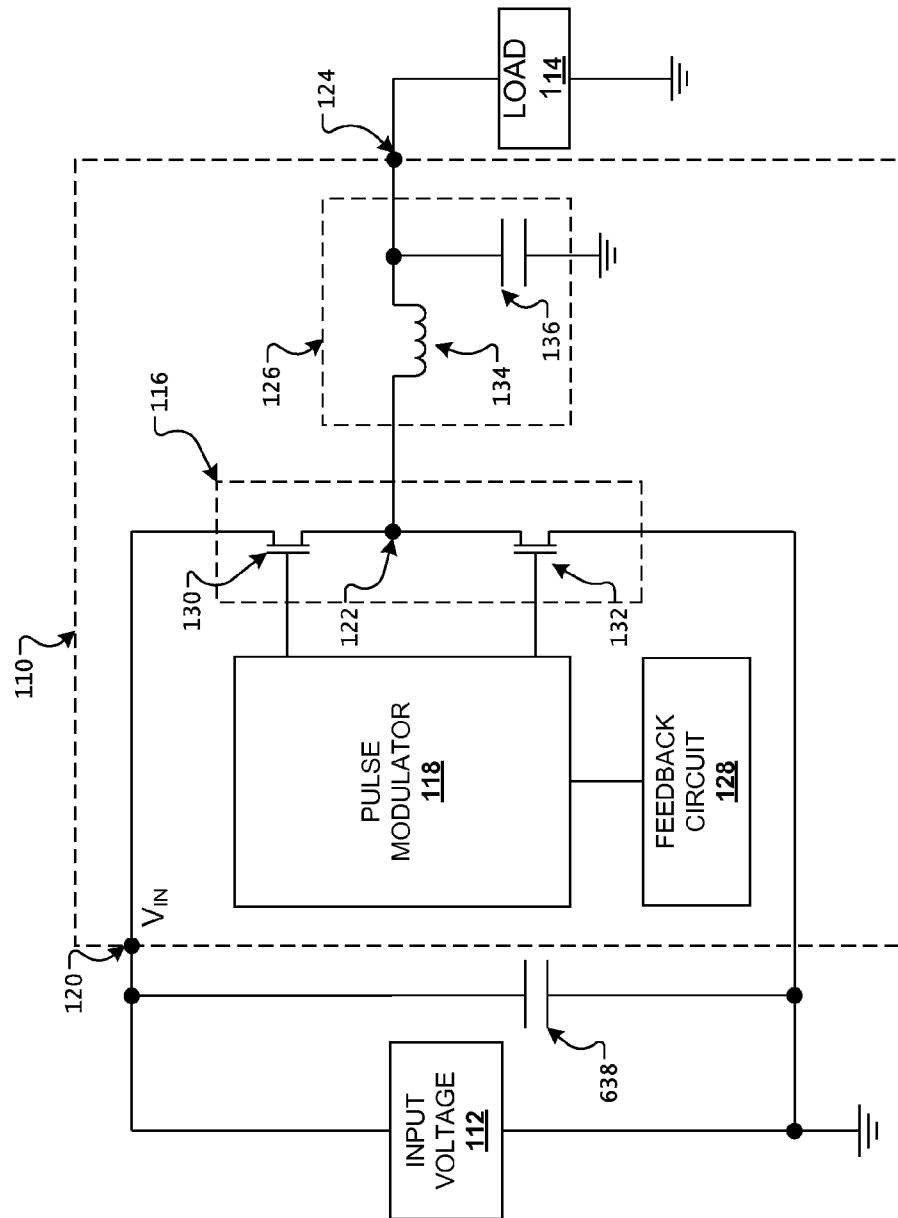 110
116
126
124
120
V_IN
130
122
132
134
136
LOAD
114
PULSE
MODULATOR
118
FEEDBACK
CIRCUIT
128
INPUT
VOLTAGE
112
638